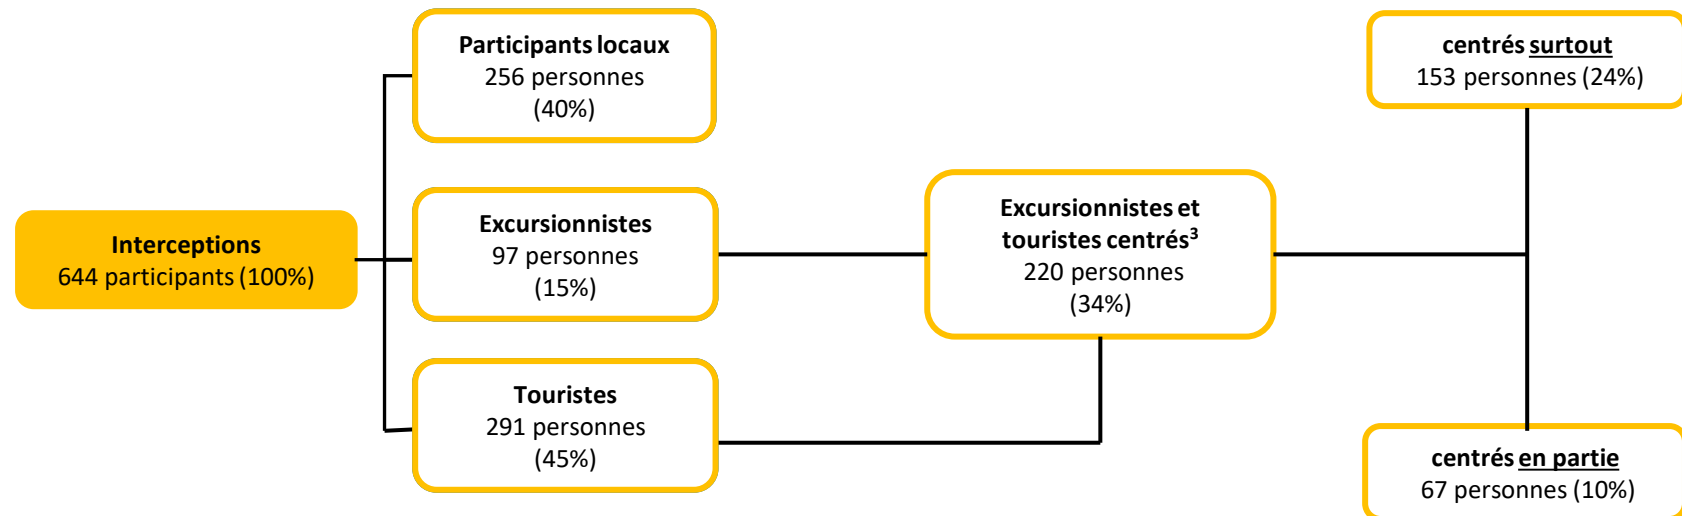 Participants locaux
256 personnes
(40%)
Interceptions
644 participants (100%)
Excursionnistes
97 personnes
(15%)
Touristes
291 personnes
(45%)
Excursionnistes et
touristes centrés³
220 personnes
(34%)
centrés surtout
153 personnes (24%)
centrés en partie
67 personnes (10%)